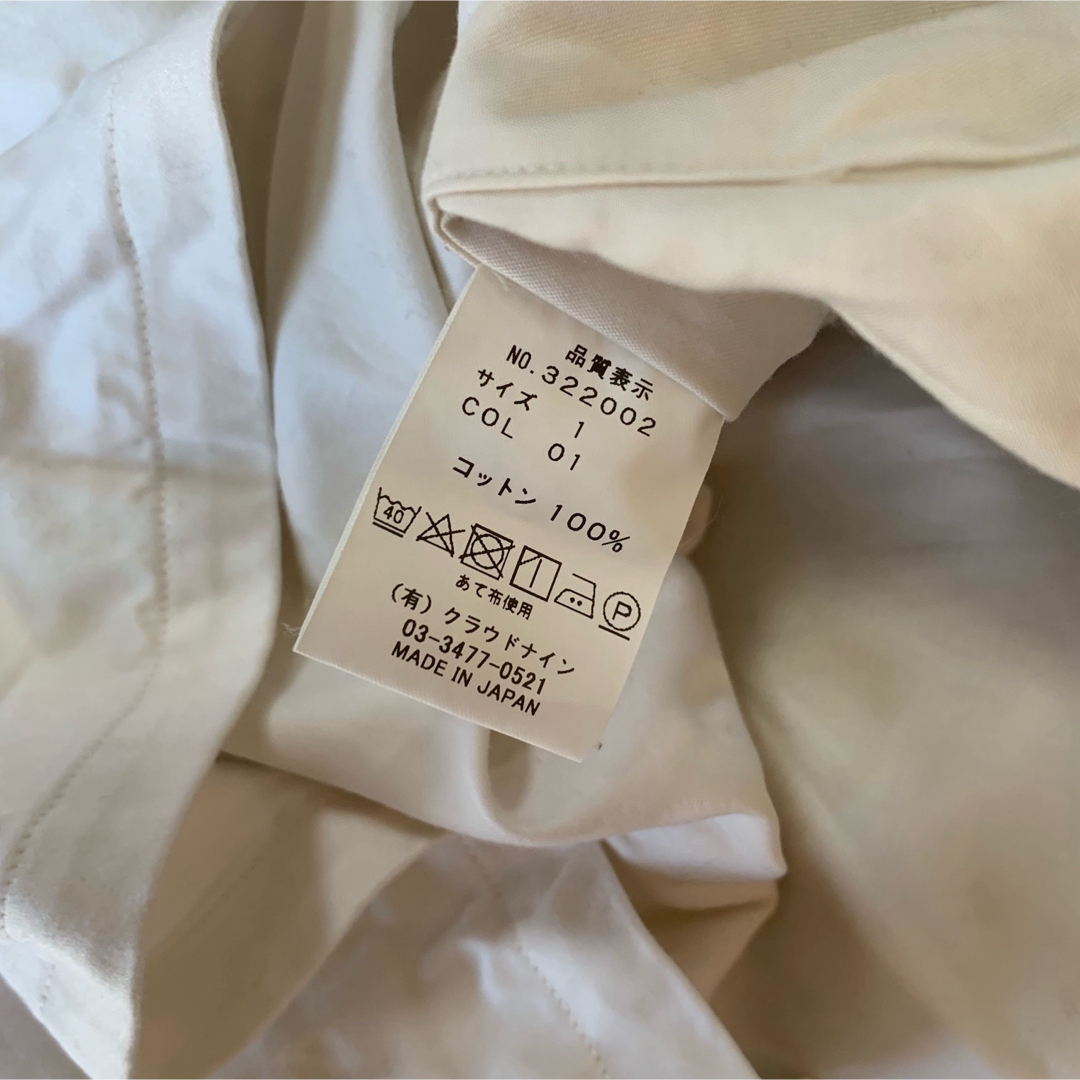 品質表示
NO.322002
サイズ 1
COL 01
コットン 100%
40 P
あて布使用
(有) クラウドナイン
03-3477-0521
MADE IN JAPAN